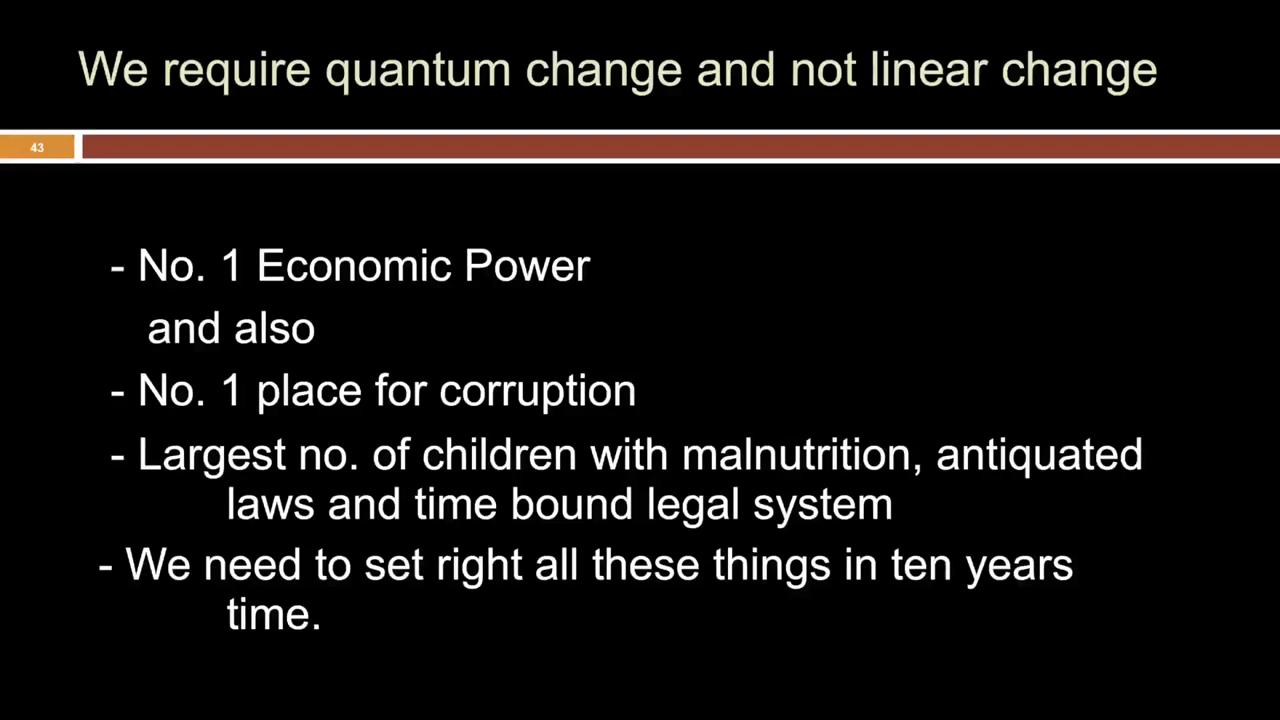 We require quantum change and not linear change
43
- No. 1 Economic Power
and also
- No. 1 place for corruption
- Largest no. of children with malnutrition, antiquated
laws and time bound legal system
- We need to set right all these things in ten years
time.